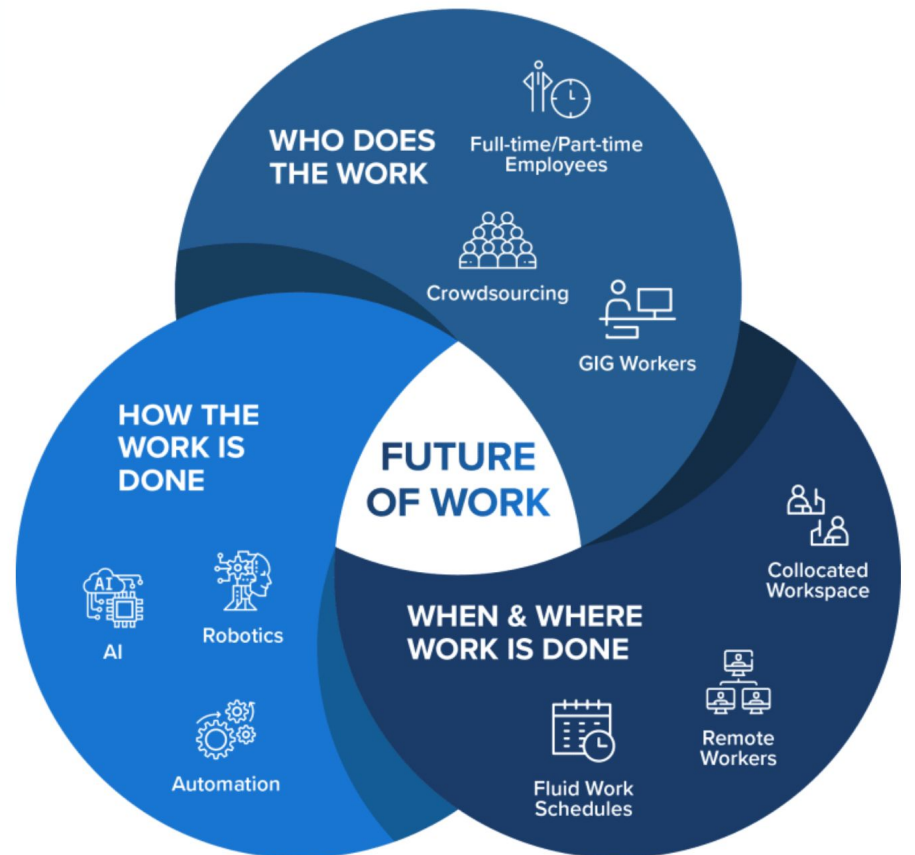 WHO DOES
THE WORK
Full-time/Part-time
Employees
Crowdsourcing
GIG Workers
HOW THE
WORK IS
DONE
AI
AI
Robotics
Automation
FUTURE
OF WORK
WHEN & WHERE
WORK IS DONE
Collocated
Workspace
Remote
Workers
Fluid Work
Schedules